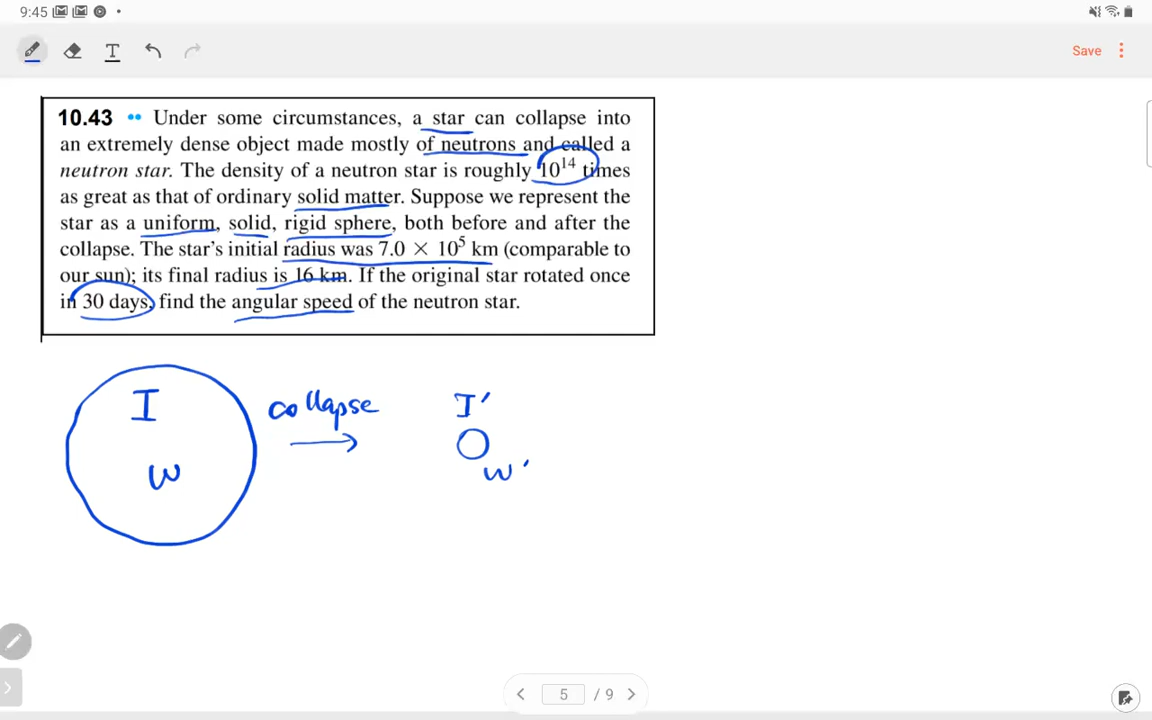 9:45
Save
10.43 •• Under some circumstances, a star can collapse into
an extremely dense object made mostly of neutrons and called a
neutron star. The density of a neutron star is roughly 10¹⁴ times
as great as that of ordinary solid matter. Suppose we represent the
star as a uniform, solid, rigid sphere, both before and after the
collapse. The star's initial radius was 7.0 × 10⁵ km (comparable to
our sun); its final radius is 16 km. If the original star rotated once
in 30 days, find the angular speed of the neutron star.
I
collapse
I'
ω
ω'
5 / 9